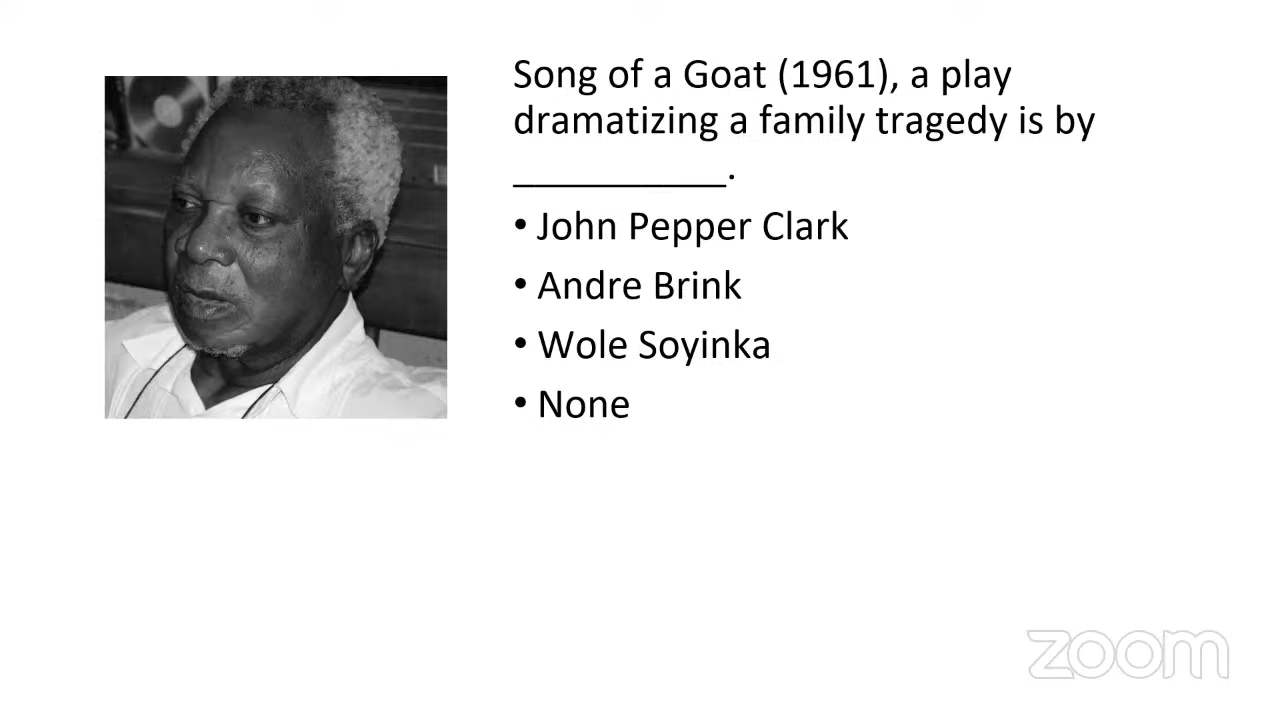 Song of a Goat (1961), a play
dramatizing a family tragedy is by
__________.
• John Pepper Clark
• Andre Brink
• Wole Soyinka
• None
zoom